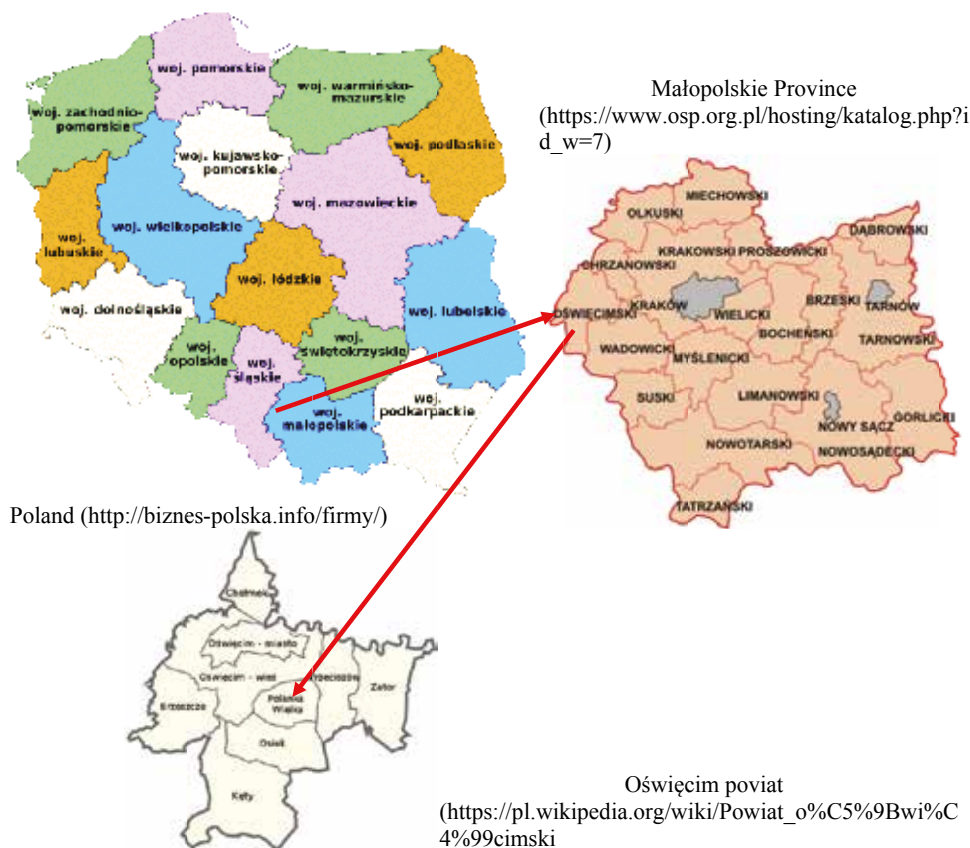 woj. pomorskie
woj. warmińsko-
mazurskie
woj. zachodnio-
pomorskie
woj. podlaskie
woj. kujawsko-
pomorskie
woj. mazowieckie
woj. wielkopolskie
woj.
lubuskie
woj. łódzkie
woj. dolnośląskie
woj. lubelskie
woj.
opolskie
woj.
śląskie
woj.
świętokrzyskie
woj.
małopolskie
woj.
podkarpackie
Poland (http://biznes-polska.info/firmy/)
Małopolskie Province
(https://www.osp.org.pl/hosting/katalog.php?i
d_w=7)
MIECHOWSKI
OLKUSKI
DĄBROWSKI
KRAKOWSKI PROSZOWICKI
CHRZANOWSKI
KRAKÓW
BRZESKI
TARNÓW
OŚWIĘCIMSKI
WIELICKI
BOCHEŃSKI
TARNOWSKI
WADOWICKI
MYŚLENICKI
SUSKI
LIMANOWSKI
GORLICKI
NOWY SĄCZ
NOWOTARSKI
NOWOSĄDECKI
TATRZAŃSKI
Chełmek
Oświęcim - miasto
Oświęcim - wieś
Zator
Brzeszcze
Polanka
Wielka
Osiek
Kęty
Oświęcim poviat
(https://pl.wikipedia.org/wiki/Powiat_o%C5%9Bwi%C
4%99cimski